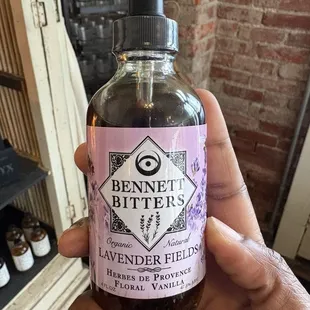 BENNETT
BITTERS
Organic Natural
LAVENDER FIELDS
HERBES DE PROVENCE
FLORAL VANILLA